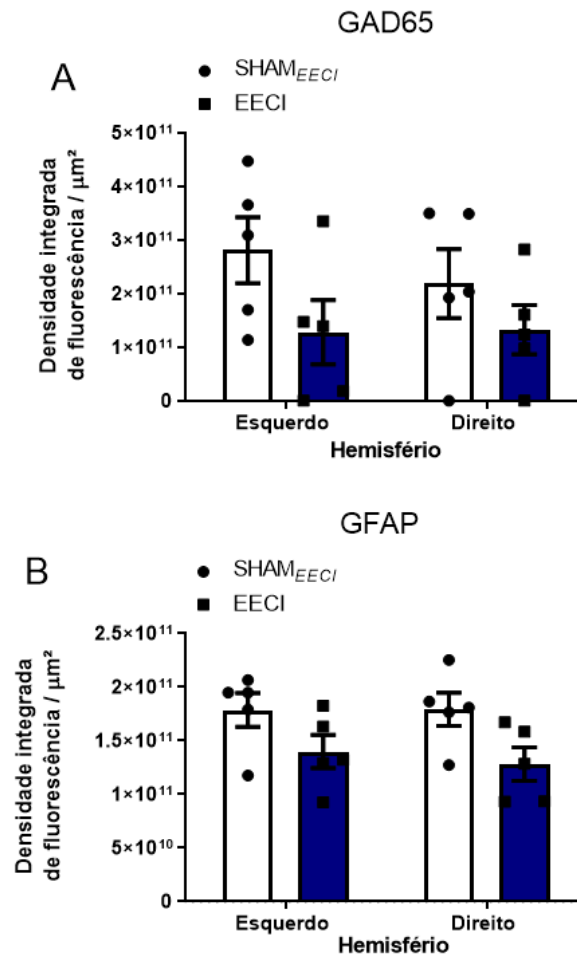 GAD65
A
SHAM_EECI
EECI
Densidade integrada
de fluorescência / μm²
5×10¹¹
4×10¹¹
3×10¹¹
2×10¹¹
1×10¹¹
0
Esquerdo Direito
Hemisfério
GFAP
B
SHAM_EECI
EECI
Densidade integrada
de fluorescência / μm²
2.5×10¹¹
2×10¹¹
1.5×10¹¹
1×10¹¹
5×10¹⁰
0
Esquerdo Direito
Hemisfério